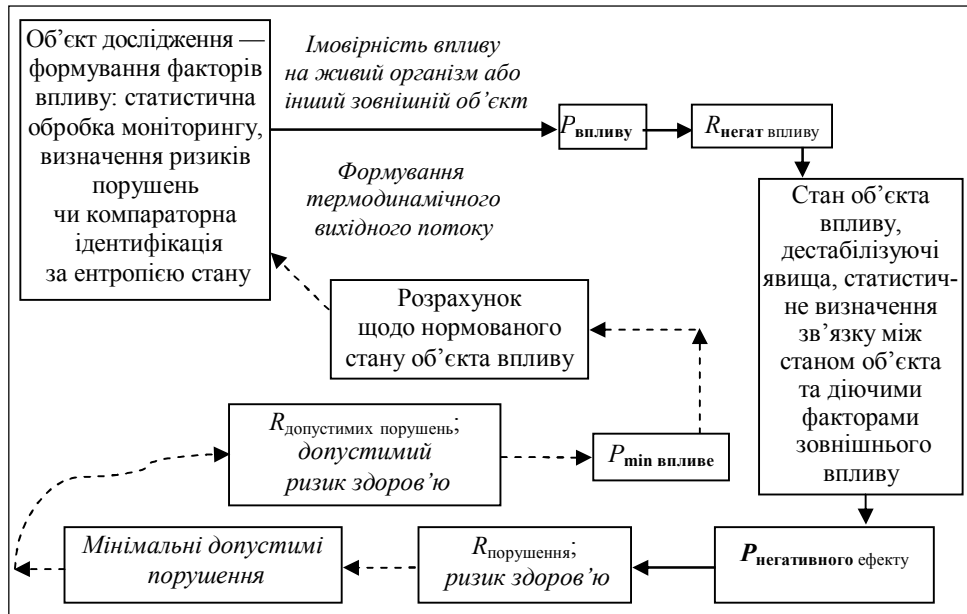 Об’єкт дослідження —
формування факторів
впливу: статистична
обробка моніторингу,
визначення ризиків
порушень
чи компараторна
ідентифікація
за ентропією стану
Імовірність впливу
на живий організм або
інший зовнішній об’єкт
Формування
термодинамічного
вихідного потоку
Pвпливу
Rнегат впливу
Стан об’єкта
впливу,
дестабілізуючі
явища, статистич-
не визначення
зв’язку між
станом об’єкта
та діючими
факторами
зовнішнього
впливу
Розрахунок
щодо нормованого
стану об’єкта впливу
Rдопустимих порушень;
допустимий
ризик здоров’ю
Pmin впливе
Мінімальні допустимі
порушення
Rпорушення;
ризик здоров’ю
Pнегативного ефекту